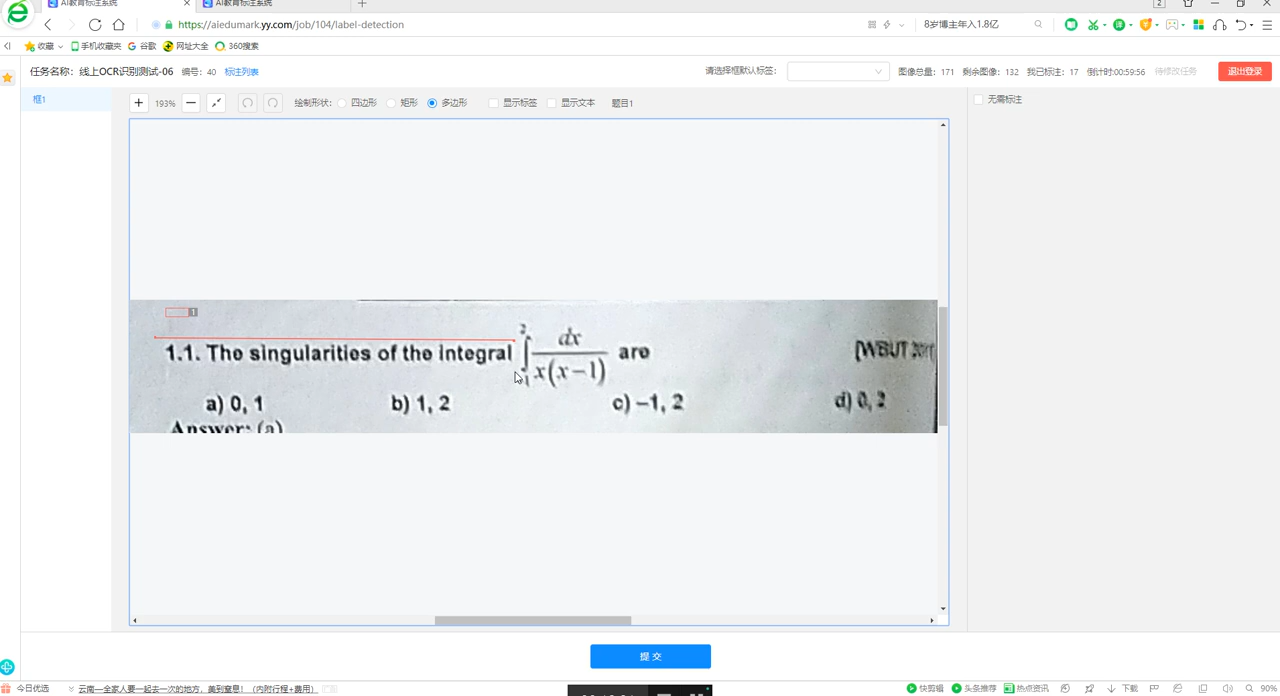 AI教育标注系统
AI教育标注系统
2
https://aiedumark.yy.com/job/104/label-detection
8岁博主年入1.8亿
收藏 手机收藏夹 谷歌 网址大全 360搜索
任务名称: 线上OCR识别测试-06 编号: 40 标注列表
请选择框默认标签:
图像总量: 171 剩余图像: 132 我已标注: 17 倒计时:00:59:56 待修改任务
退出登录
框1
193% 绘制形状: 四边形 矩形 多边形 显示标签 显示文本 题目1
无需标注
1
1.1. The singularities of the integral ∫₁² dx/x(x−1) are [WBUT 2011
a) 0, 1 b) 1, 2 c) −1, 2 d) 0, 2
Answer: (a)
提 交
今日优选 云南一全家人要一起去一次的地方，美到窒息！（内附行程+费用）
快剪辑 头条推荐 热点资讯 下载 90%